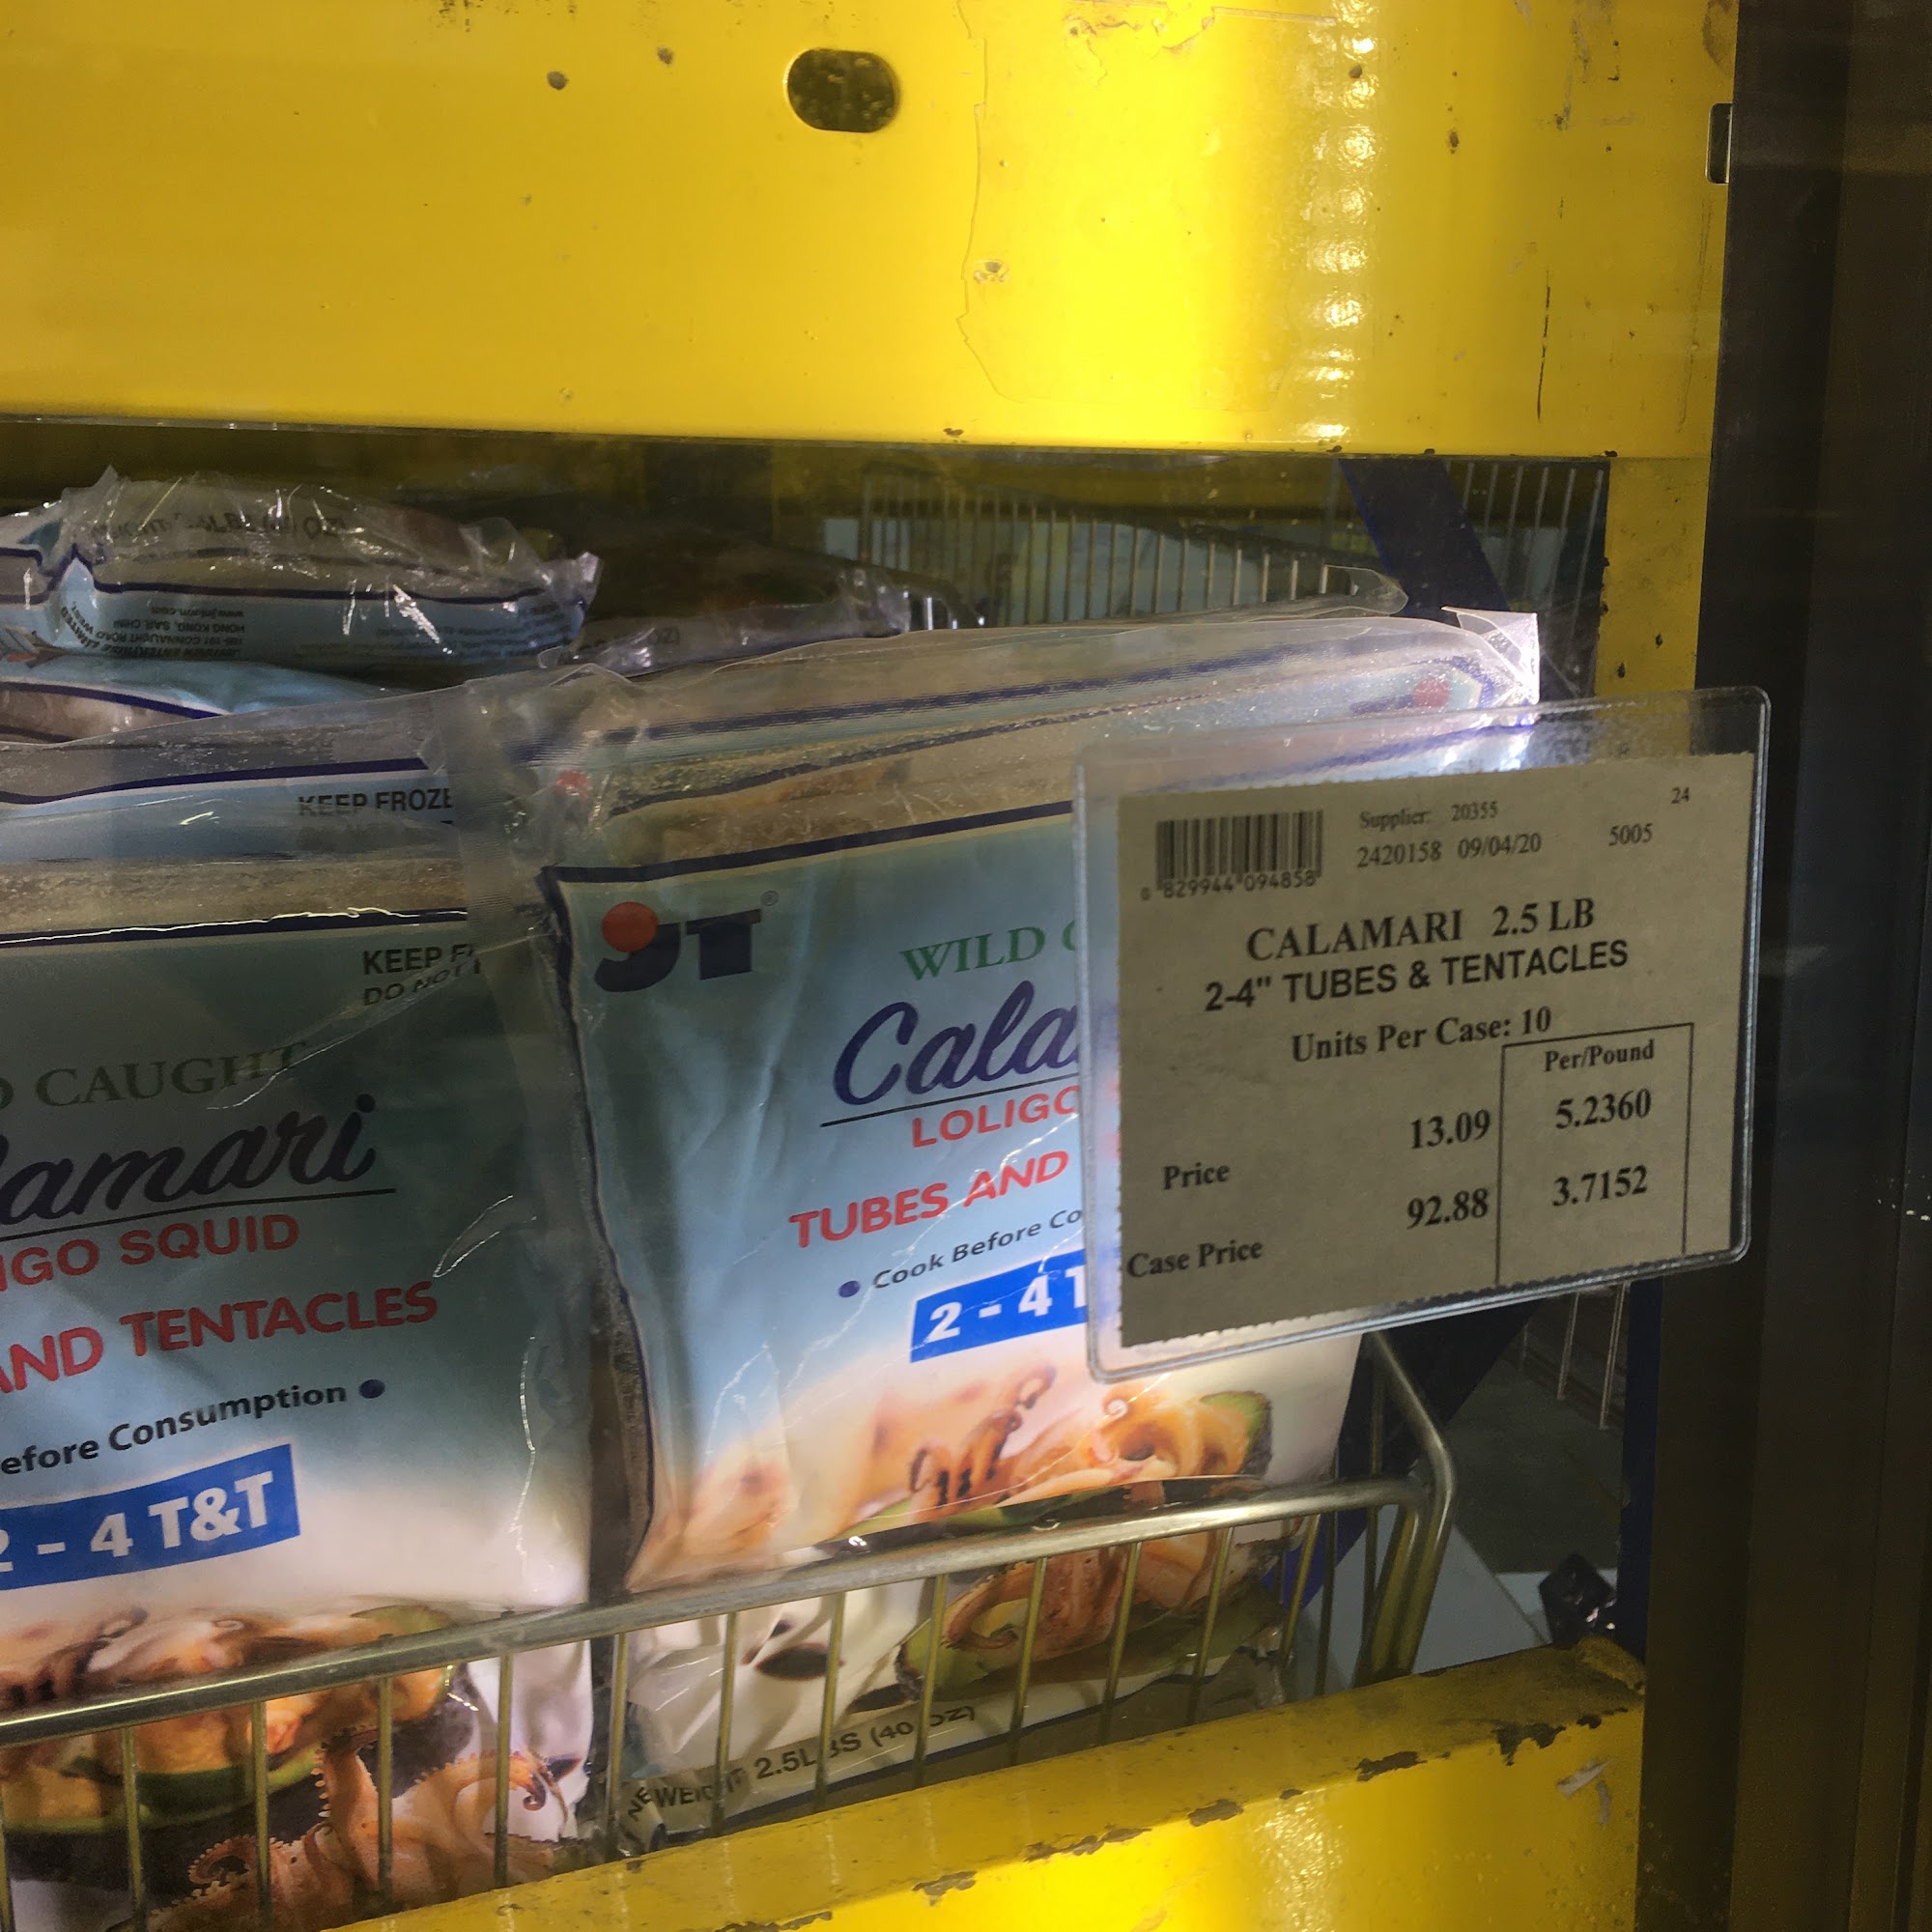 KEEP FROZE
KEEP F
DO NOT
CAUGHT
lamari
IGO SQUID
AND TENTACLES
efore Consumption •
2 - 4 T&T
JT®
WILD C
Cala
LOLIGO
TUBES AND
• Cook Before Co
2 - 4 T
2.5LBS (40 OZ)
Supplier: 20355
24
2420158 09/04/20
5005
0 829944 094858
CALAMARI 2.5 LB
2-4" TUBES & TENTACLES
Units Per Case: 10
Per/Pound
Price 13.09 5.2360
Case Price 92.88 3.7152